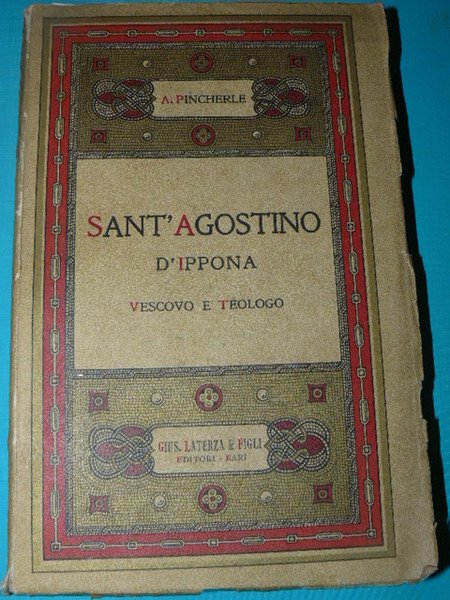 A. PINCHERLE
SANT'AGOSTINO
D'IPPONA
VESCOVO E TEOLOGO
GIUS. LATERZA & FIGLI
EDITORI - BARI